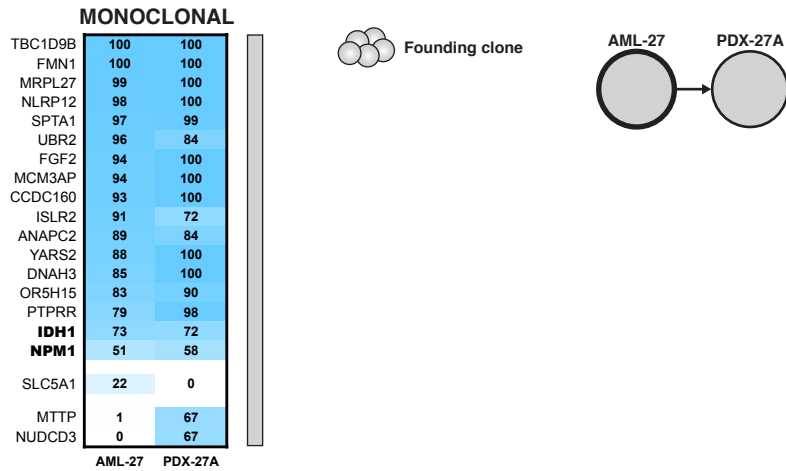 MONOCLONAL
TBC1D9B 100 100
FMN1 100 100
MRPL27 99 100
NLRP12 98 100
SPTA1 97 99
UBR2 96 84
FGF2 94 100
MCM3AP 94 100
CCDC160 93 100
ISLR2 91 72
ANAPC2 89 84
YARS2 88 100
DNAH3 85 100
OR5H15 83 90
PTPRR 79 98
IDH1 73 72
NPM1 51 58
SLC5A1 22 0
MTTP 1 67
NUDCD3 0 67
AML-27 PDX-27A
Founding clone
AML-27 PDX-27A